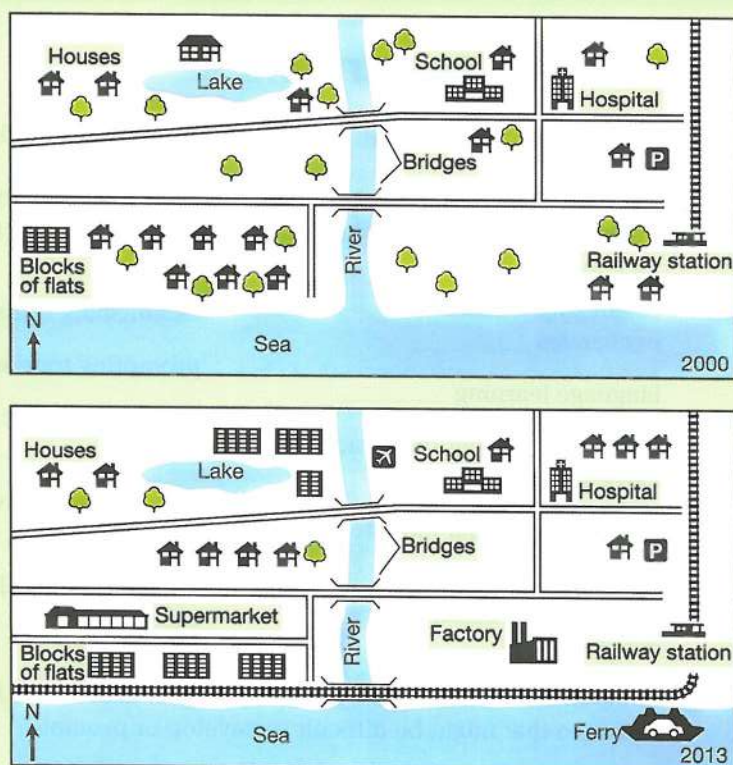 Houses
Lake
School
Hospital
Bridges
P
Blocks
of flats
River
Railway station
N
Sea
2000
Houses
Lake
School
Hospital
Bridges
P
Supermarket
Blocks
of flats
River
Factory
Railway station
N
Sea
Ferry
2013